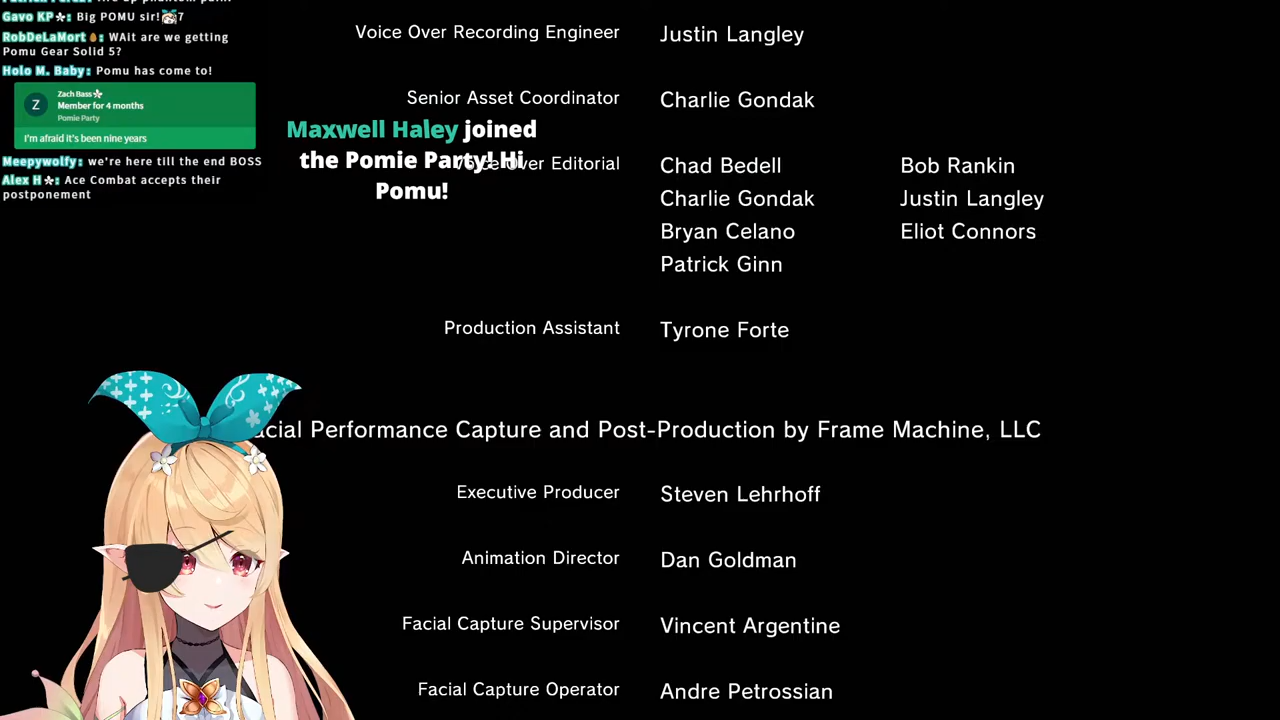 Gavo KP: Big POMU sir! 7
RobDeLaMort: WAit are we getting
Pomu Gear Solid 5?
Holo M. Baby: Pomu has come to!
Z
Zach Bass
Member for 4 months
Pomie Party
I'm afraid it's been nine years
Meepywolfy: we're here till the end BOSS
Alex H: Ace Combat accepts their
postponement
Maxwell Haley joined
the Pomie Party! Hi
Pomu!
Voice Over Recording Engineer Justin Langley
Senior Asset Coordinator Charlie Gondak
Voice Over Editorial Chad Bedell Bob Rankin
Charlie Gondak Justin Langley
Bryan Celano Eliot Connors
Patrick Ginn
Production Assistant Tyrone Forte
acial Performance Capture and Post-Production by Frame Machine, LLC
Executive Producer Steven Lehrhoff
Animation Director Dan Goldman
Facial Capture Supervisor Vincent Argentine
Facial Capture Operator Andre Petrossian